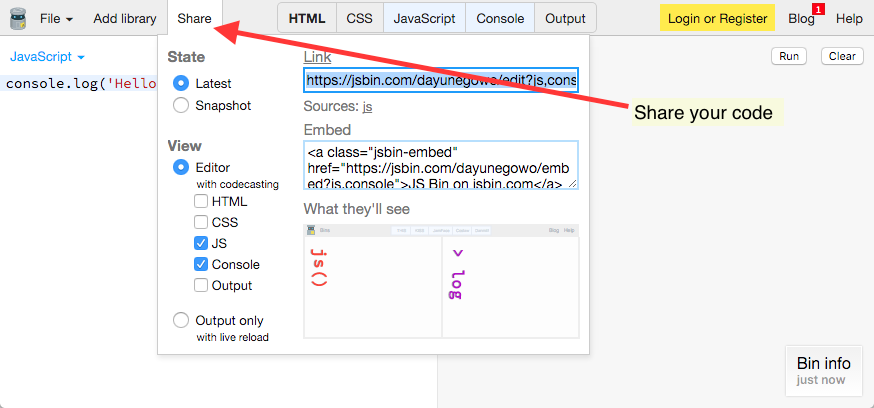 File Add library Share HTML CSS JavaScript Console Output Login or Register Blog 1 Help
JavaScript
Run Clear
console.log('Hello
State
Latest
Snapshot
View
Editor
with codecasting
HTML
CSS
JS
Console
Output
Output only
with live reload
Link
https://jsbin.com/dayunegowo/edit?js,cons
Sources: js
Embed
<a class="jsbin-embed"
href="https://jsbin.com/dayunegowo/emb
ed?js,console">JS Bin on jsbin.com</a>
What they'll see
Blog Help
js()
> log
Share your code
Bin info
just now